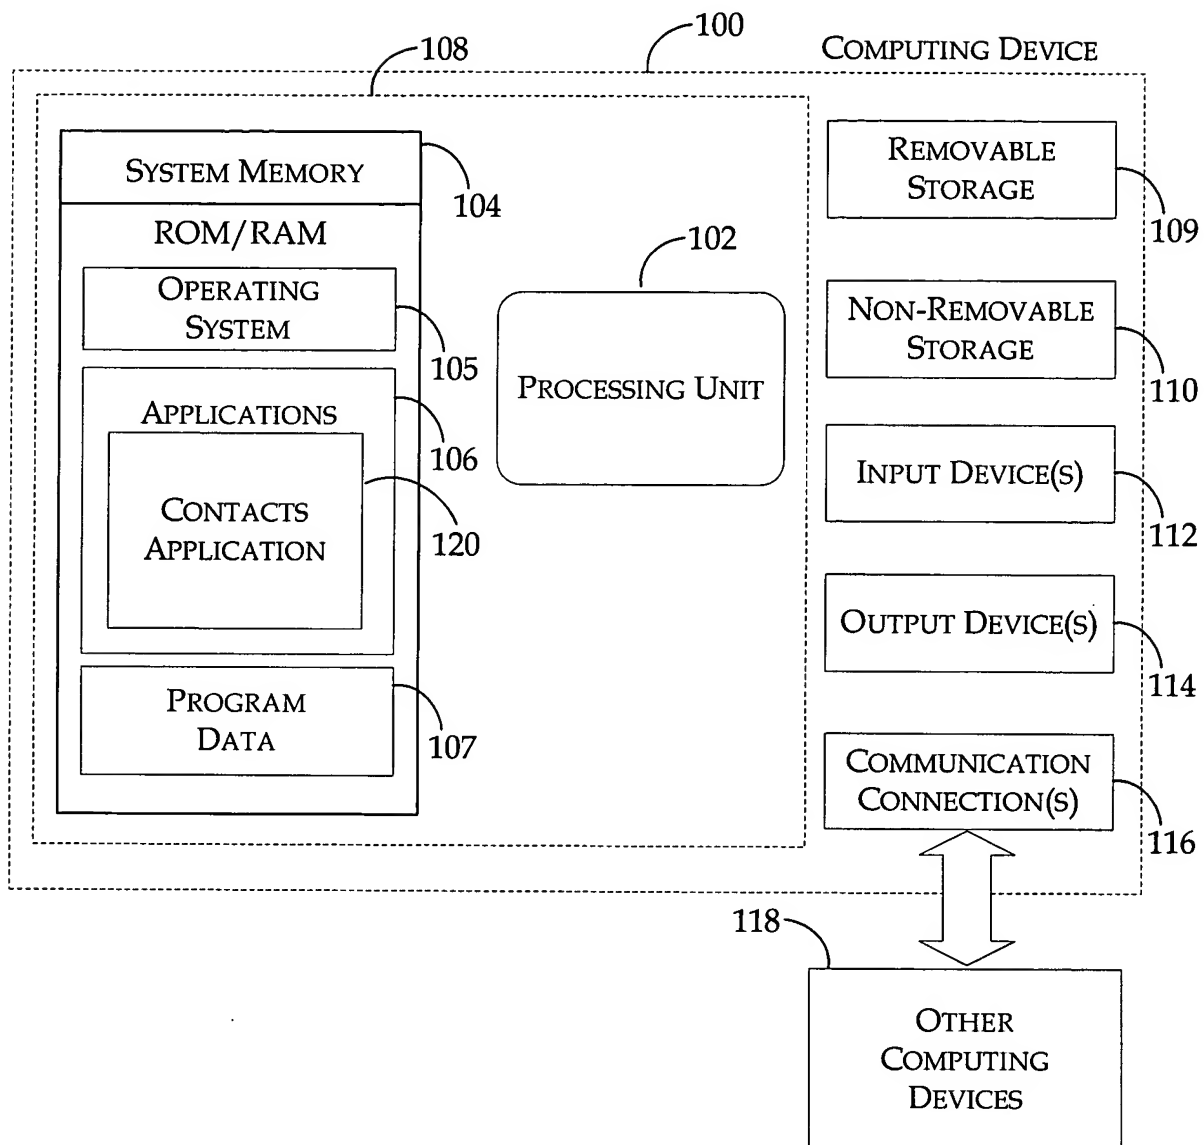 100
COMPUTING DEVICE
108
SYSTEM MEMORY
104
ROM/RAM
OPERATING
SYSTEM
105
APPLICATIONS
106
CONTACTS
APPLICATION
120
PROGRAM
DATA
107
102
PROCESSING UNIT
REMOVABLE
STORAGE
109
NON-REMOVABLE
STORAGE
110
INPUT DEVICE(S)
112
OUTPUT DEVICE(S)
114
COMMUNICATION
CONNECTION(S)
116
118
OTHER
COMPUTING
DEVICES